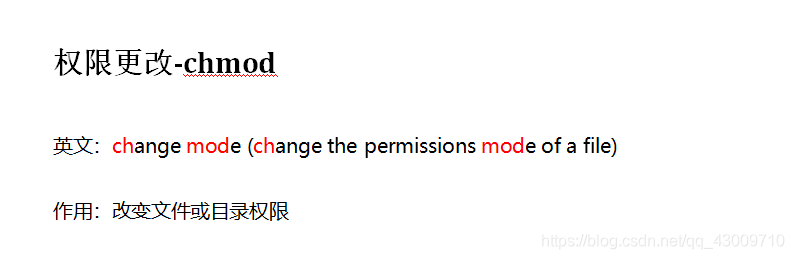 权限更改-chmod
英文：change mode (change the permissions mode of a file)
作用：改变文件或目录权限
https://blog.csdn.net/qq_43009710